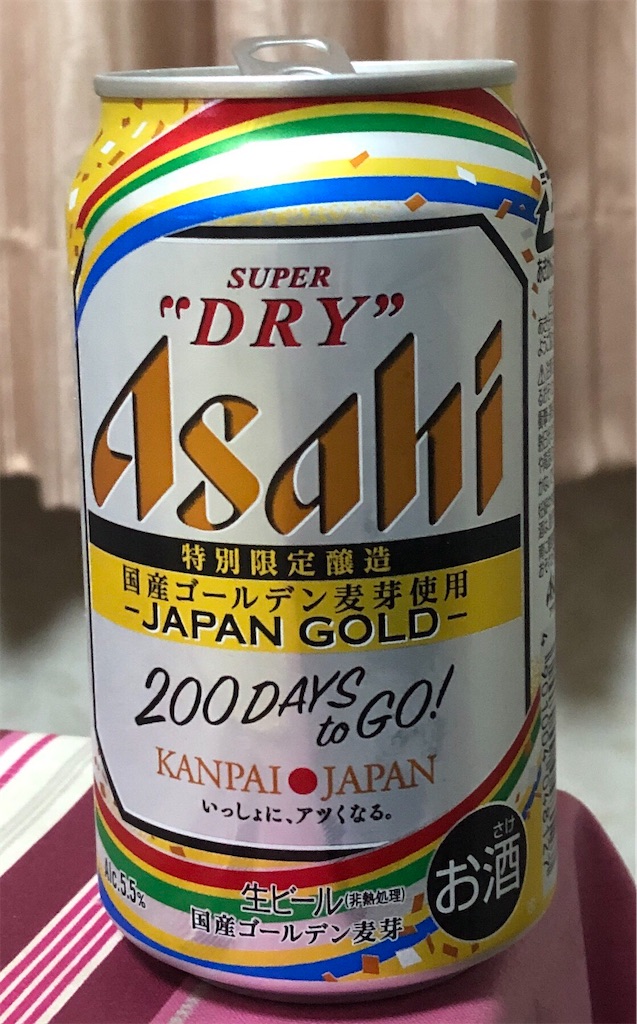 SUPER
"DRY"
Asahi
特別限定醸造
国産ゴールデン麦芽使用
-JAPAN GOLD-
200 DAYS
to GO!
KANPAI●JAPAN
いっしょに、アツくなる。
Alc.5.5%
生ビール(非熱処理)
国産ゴールデン麦芽
さけ
お酒